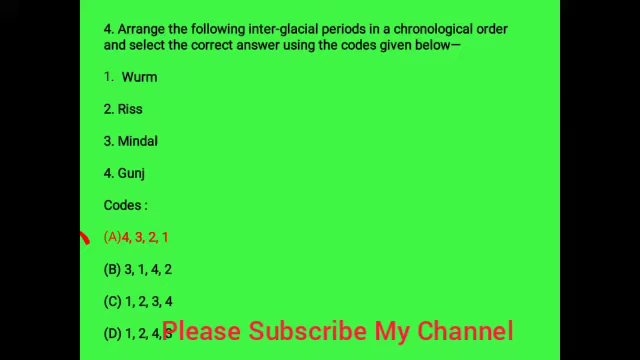 4. Arrange the following inter-glacial periods in a chronological order
and select the correct answer using the codes given below—
1. Wurm
2. Riss
3. Mindal
4. Gunj
Codes :
(A)4, 3, 2, 1
(B) 3, 1, 4, 2
(C) 1, 2, 3, 4
(D) 1, 2, 4, 3
Please Subscribe My Channel